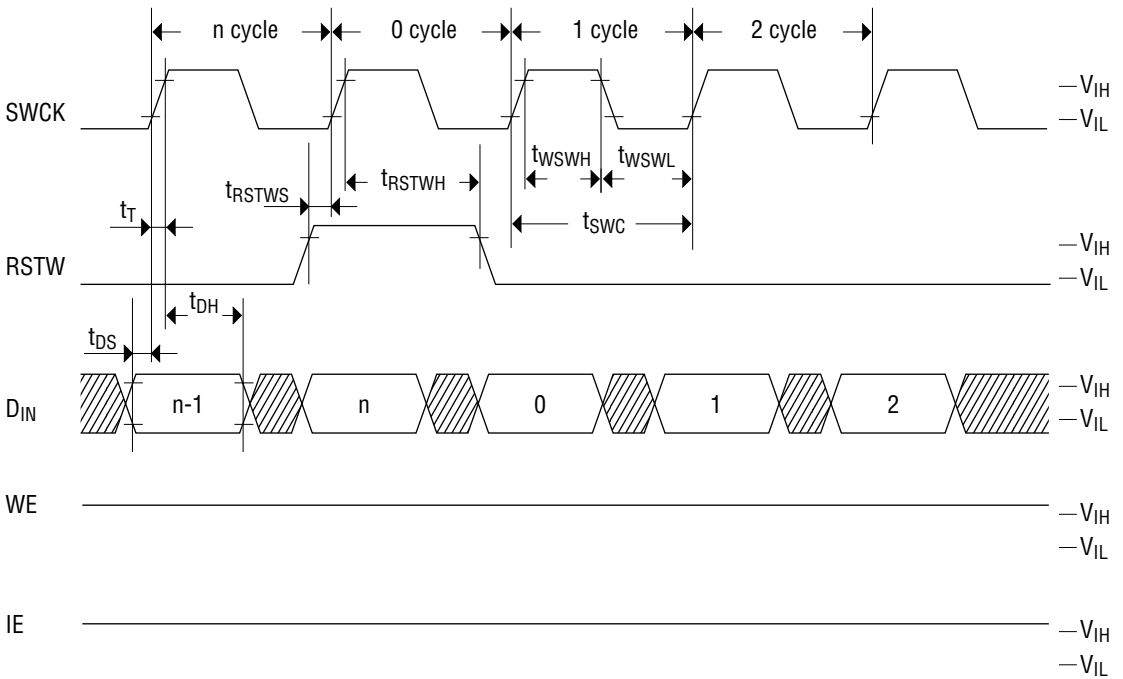 n cycle 0 cycle 1 cycle 2 cycle
SWCK
VIH
VIL
tWSWH tWSWL
tRSTWS tRSTWH
tT
tSWC
RSTW
VIH
VIL
tDH
tDS
DIN
n-1 n 0 1 2
VIH
VIL
WE
VIH
VIL
IE
VIH
VIL